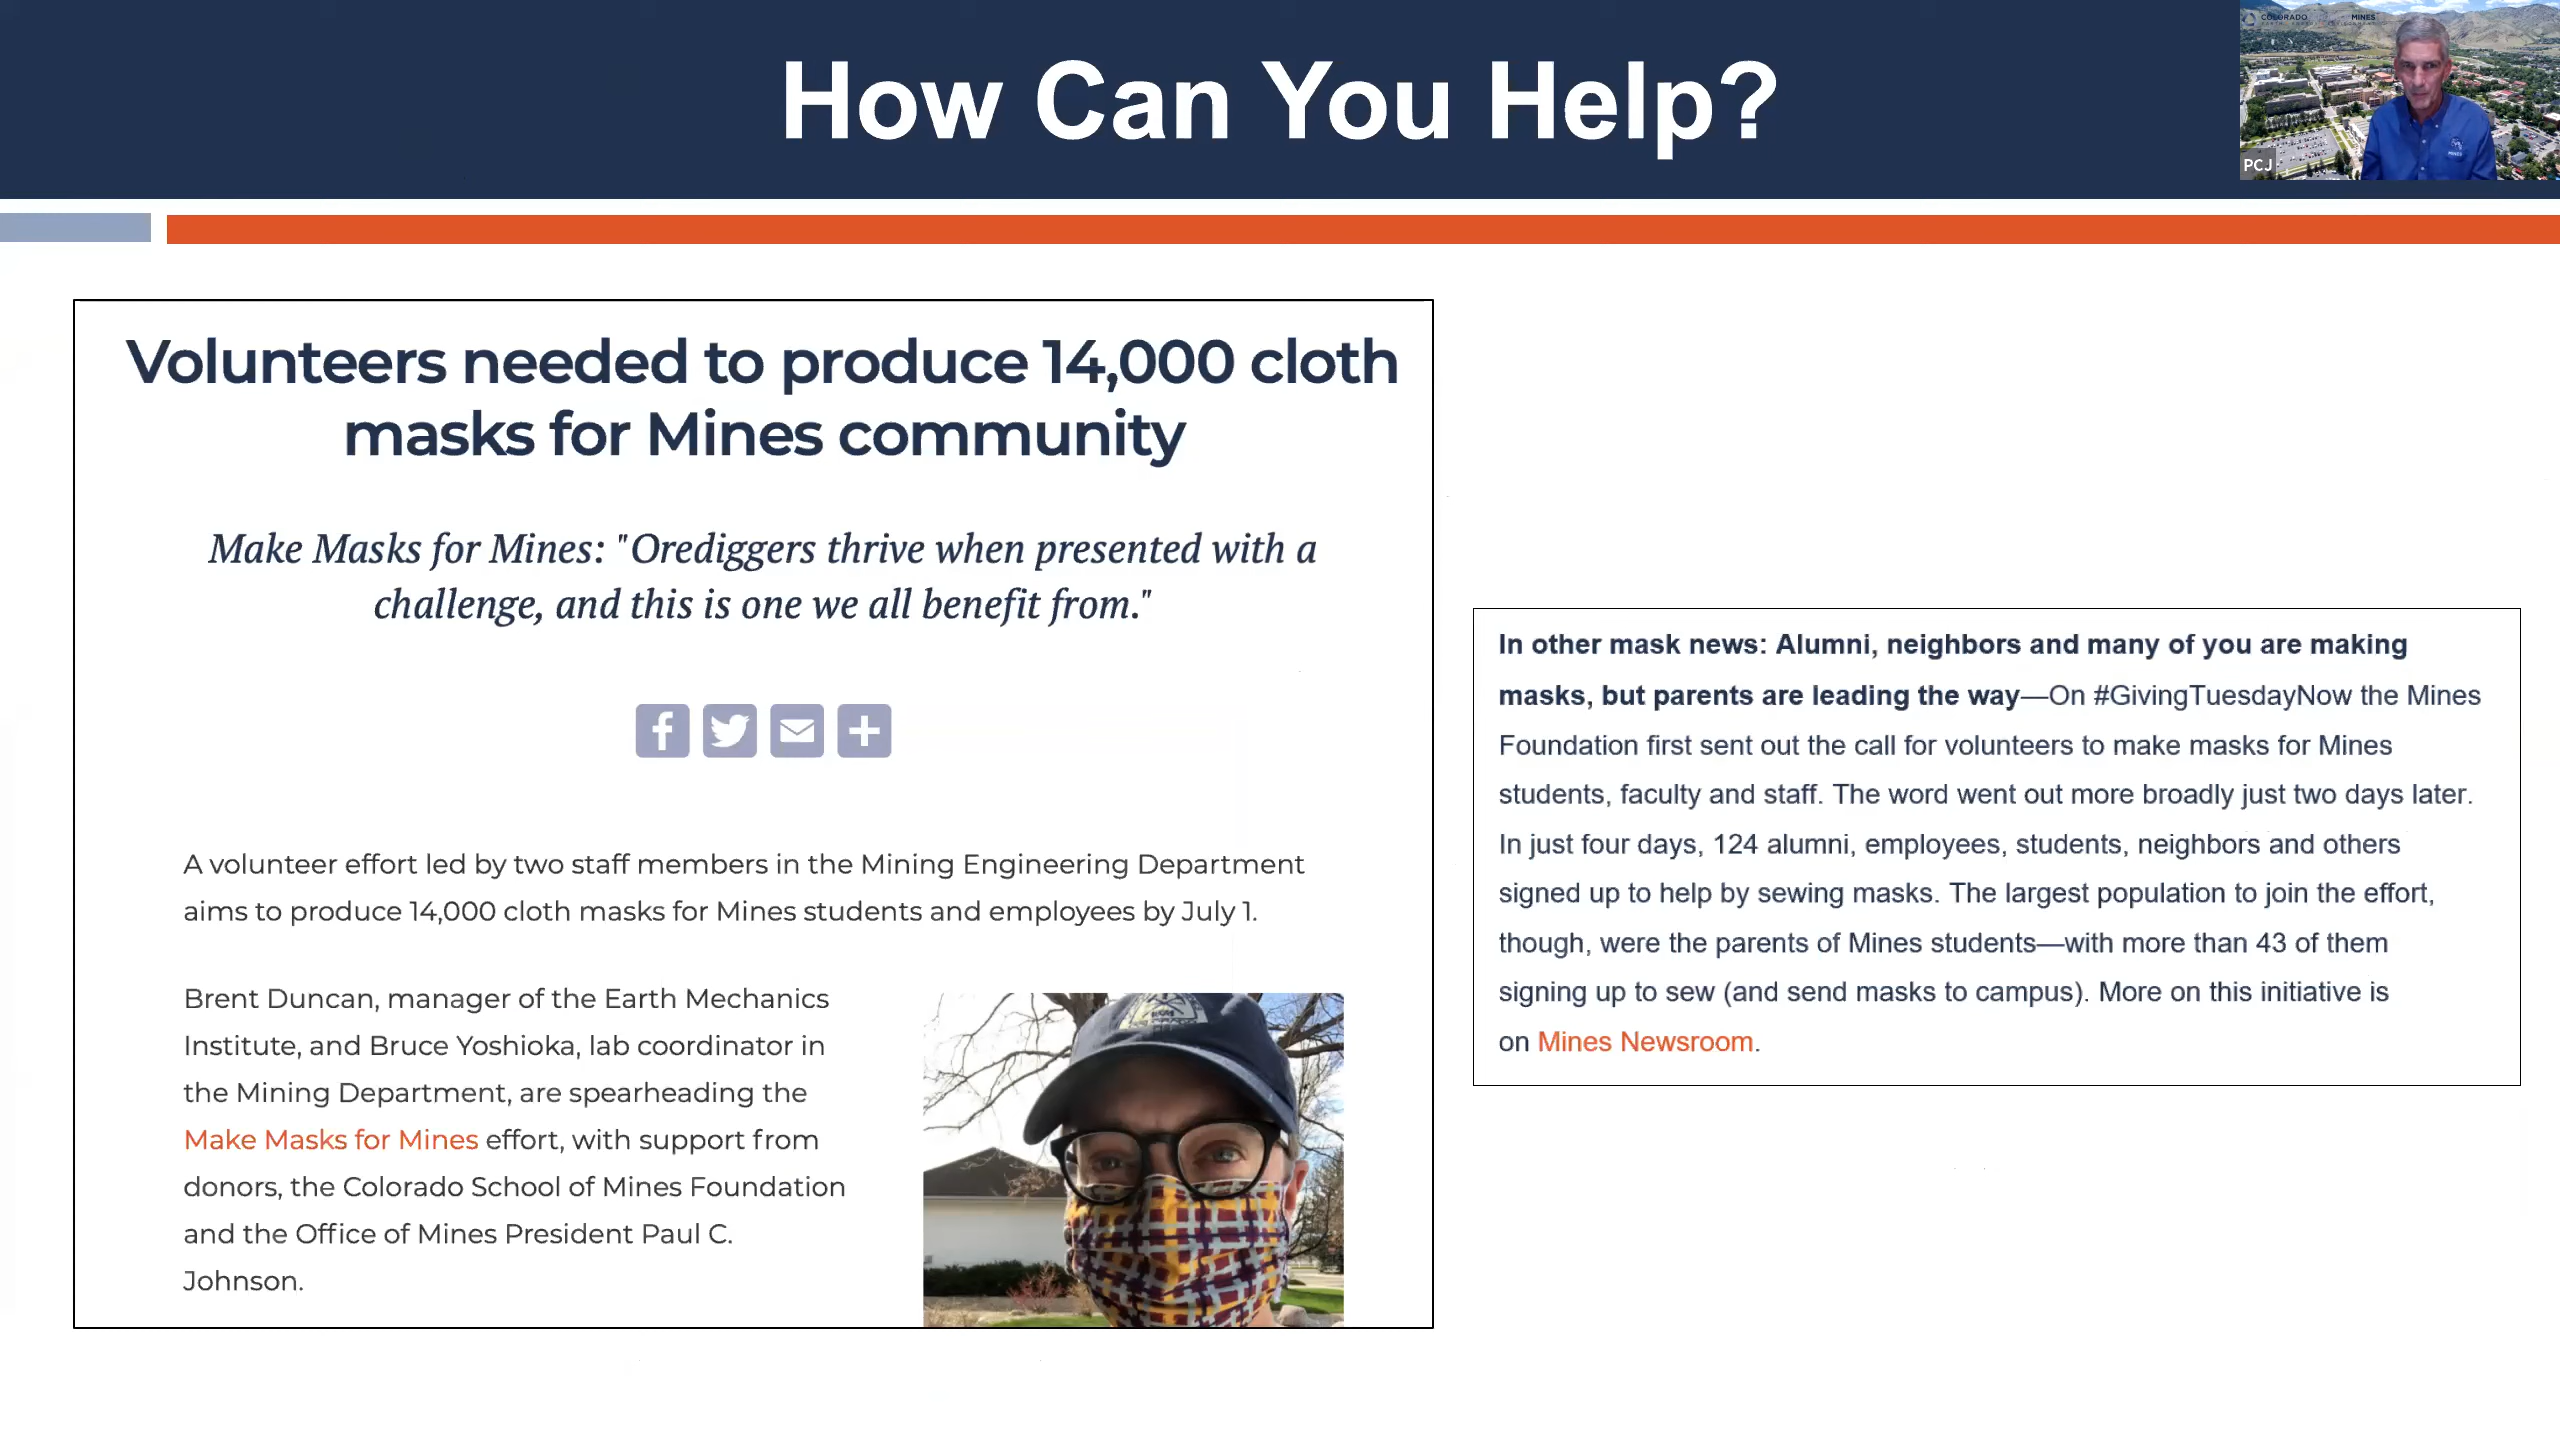 How Can You Help?
COLORADO MINES
PCJ
Volunteers needed to produce 14,000 cloth
masks for Mines community
Make Masks for Mines: "Orediggers thrive when presented with a
challenge, and this is one we all benefit from."
A volunteer effort led by two staff members in the Mining Engineering Department
aims to produce 14,000 cloth masks for Mines students and employees by July 1.
Brent Duncan, manager of the Earth Mechanics
Institute, and Bruce Yoshioka, lab coordinator in
the Mining Department, are spearheading the
Make Masks for Mines effort, with support from
donors, the Colorado School of Mines Foundation
and the Office of Mines President Paul C.
Johnson.
In other mask news: Alumni, neighbors and many of you are making
masks, but parents are leading the way—On #GivingTuesdayNow the Mines
Foundation first sent out the call for volunteers to make masks for Mines
students, faculty and staff. The word went out more broadly just two days later.
In just four days, 124 alumni, employees, students, neighbors and others
signed up to help by sewing masks. The largest population to join the effort,
though, were the parents of Mines students—with more than 43 of them
signing up to sew (and send masks to campus). More on this initiative is
on Mines Newsroom.